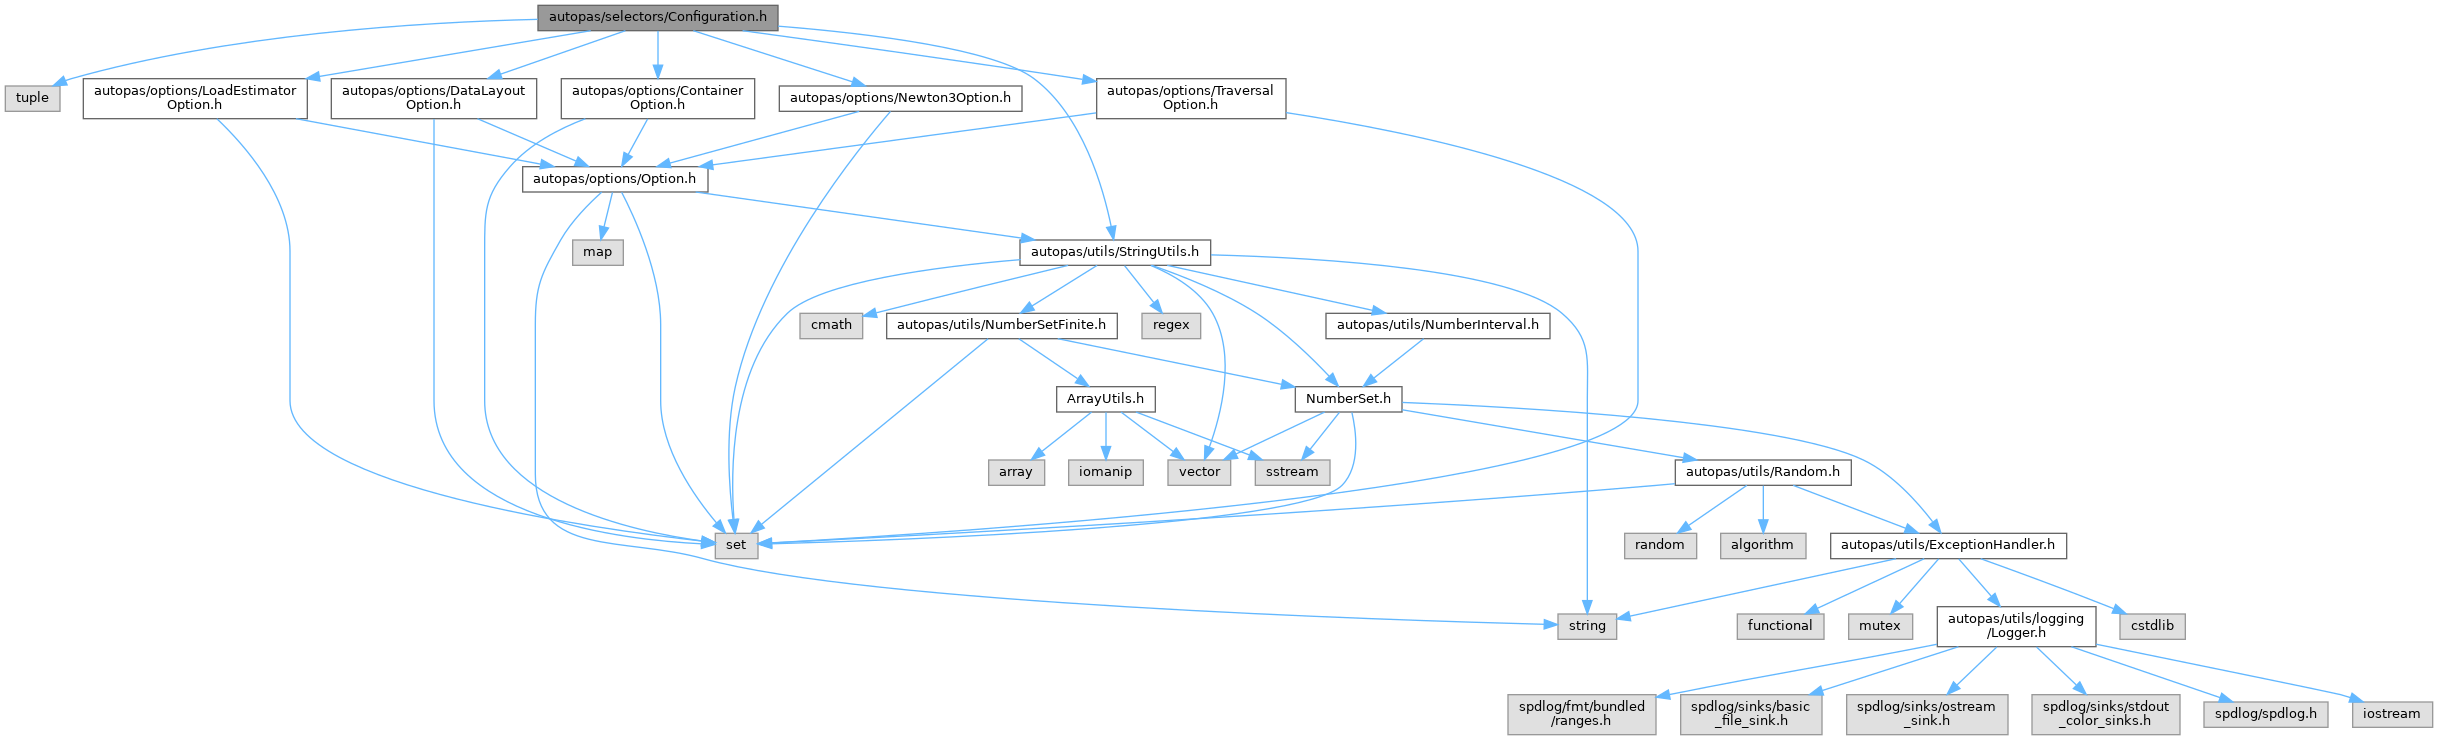 autopas/selectors/Configuration.h
tuple
autopas/options/LoadEstimator
Option.h
autopas/options/DataLayout
Option.h
autopas/options/Container
Option.h
autopas/options/Newton3Option.h
autopas/options/Traversal
Option.h
autopas/options/Option.h
map
autopas/utils/StringUtils.h
cmath
autopas/utils/NumberSetFinite.h
regex
autopas/utils/NumberInterval.h
ArrayUtils.h
NumberSet.h
array
iomanip
vector
sstream
autopas/utils/Random.h
set
random
algorithm
autopas/utils/ExceptionHandler.h
string
functional
mutex
autopas/utils/logging
/Logger.h
cstdlib
spdlog/fmt/bundled
/ranges.h
spdlog/sinks/basic
_file_sink.h
spdlog/sinks/ostream
_sink.h
spdlog/sinks/stdout
_color_sinks.h
spdlog/spdlog.h
iostream